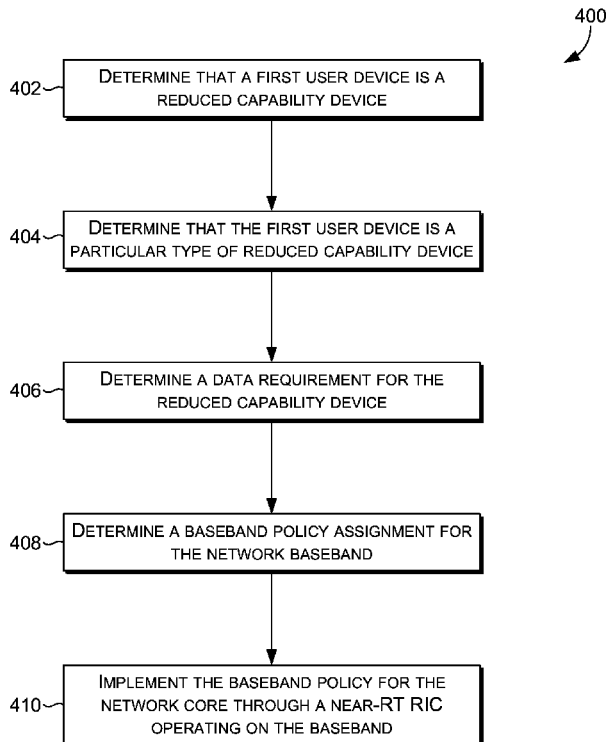 400
402
DETERMINE THAT A FIRST USER DEVICE IS A
REDUCED CAPABILITY DEVICE
404
DETERMINE THAT THE FIRST USER DEVICE IS A
PARTICULAR TYPE OF REDUCED CAPABILITY DEVICE
406
DETERMINE A DATA REQUIREMENT FOR THE
REDUCED CAPABILITY DEVICE
408
DETERMINE A BASEBAND POLICY ASSIGNMENT FOR
THE NETWORK BASEBAND
410
IMPLEMENT THE BASEBAND POLICY FOR THE
NETWORK CORE THROUGH A NEAR-RT RIC
OPERATING ON THE BASEBAND